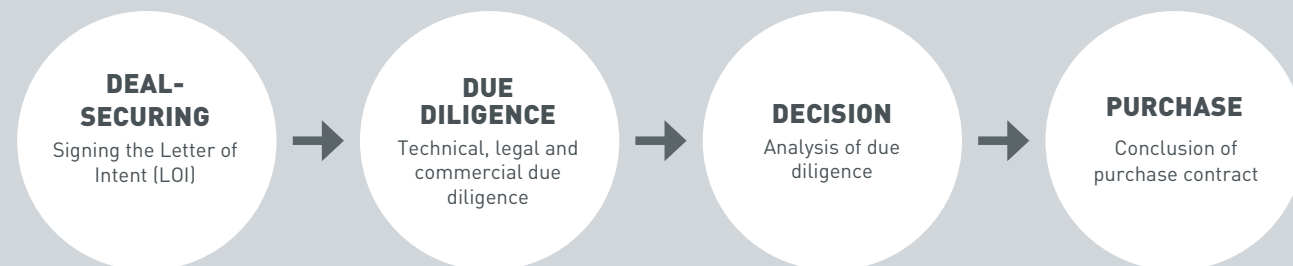 DEAL-
SECURING
Signing the Letter of
Intent (LOI)
DUE
DILIGENCE
Technical, legal and
commercial due
diligence
DECISION
Analysis of due
diligence
PURCHASE
Conclusion of
purchase contract